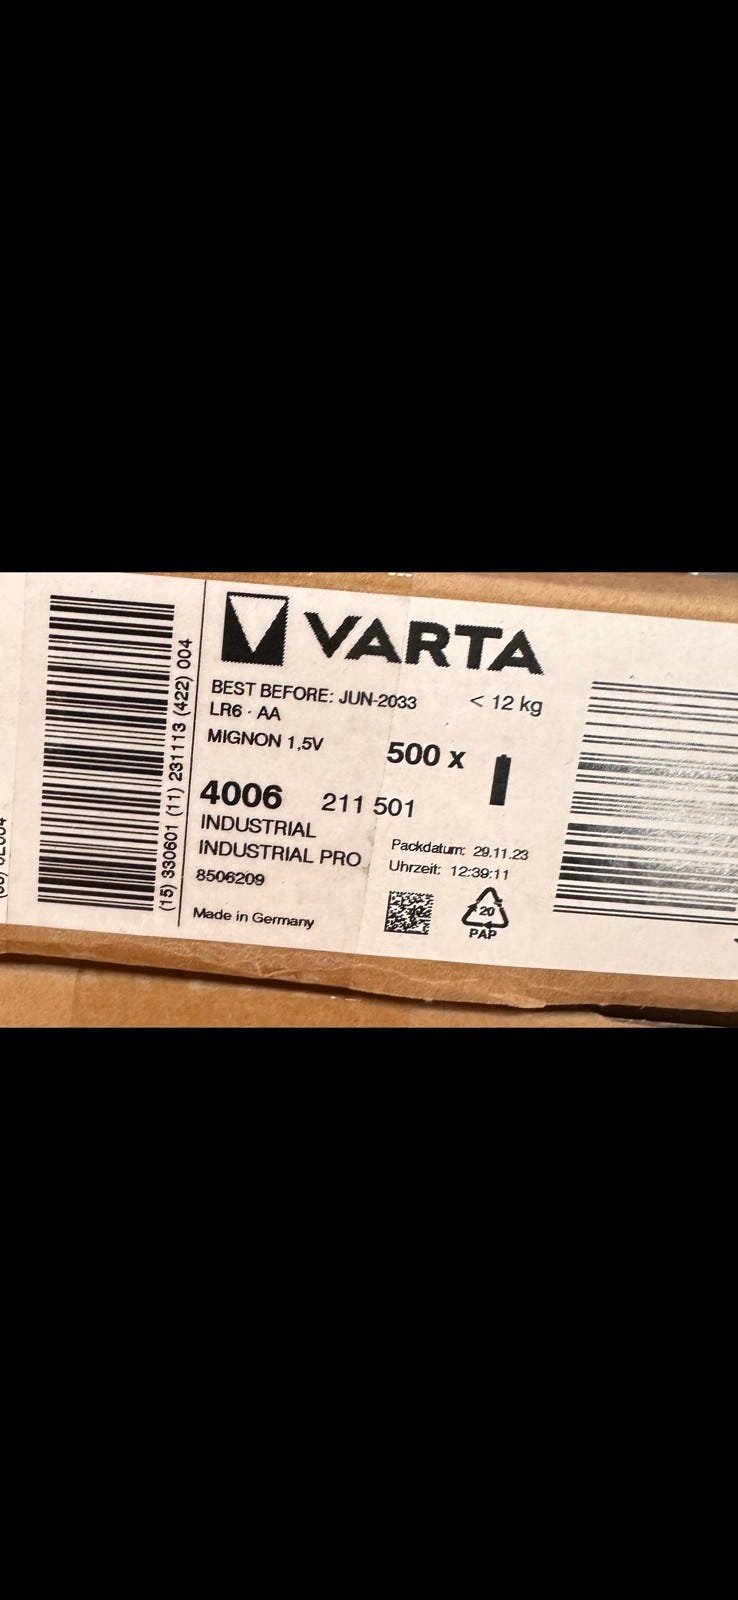 VARTA
BEST BEFORE: JUN-2033 < 12 kg
LR6 · AA
MIGNON 1,5V
500 x
4006 211 501
INDUSTRIAL
INDUSTRIAL PRO
8506209
Packdatum: 29.11.23
Uhrzeit: 12:39:11
Made in Germany
20
PAP
(15) 330601 (11) 231113 (422) 004